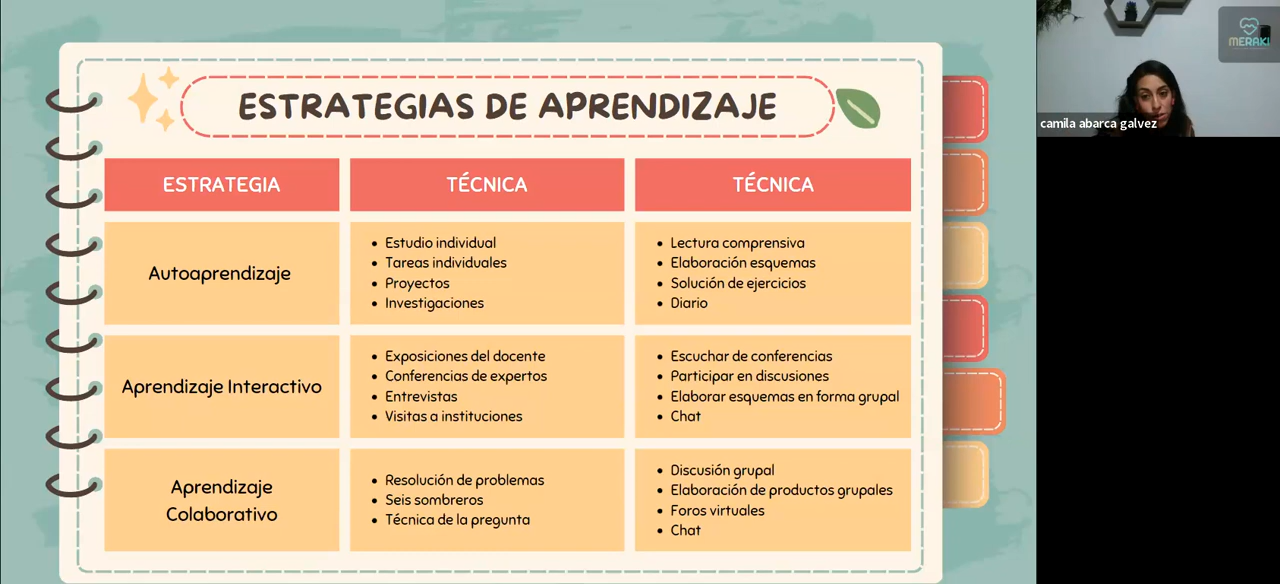 ESTRATEGIAS DE APRENDIZAJE
ESTRATEGIA
TÉCNICA
TÉCNICA
Autoaprendizaje
Estudio individual
Tareas individuales
Proyectos
Investigaciones
Lectura comprensiva
Elaboración esquemas
Solución de ejercicios
Diario
Aprendizaje Interactivo
Exposiciones del docente
Conferencias de expertos
Entrevistas
Visitas a instituciones
Escuchar de conferencias
Participar en discusiones
Elaborar esquemas en forma grupal
Chat
Aprendizaje
Colaborativo
Resolución de problemas
Seis sombreros
Técnica de la pregunta
Discusión grupal
Elaboración de productos grupales
Foros virtuales
Chat
MERAKI
camila abarca galvez